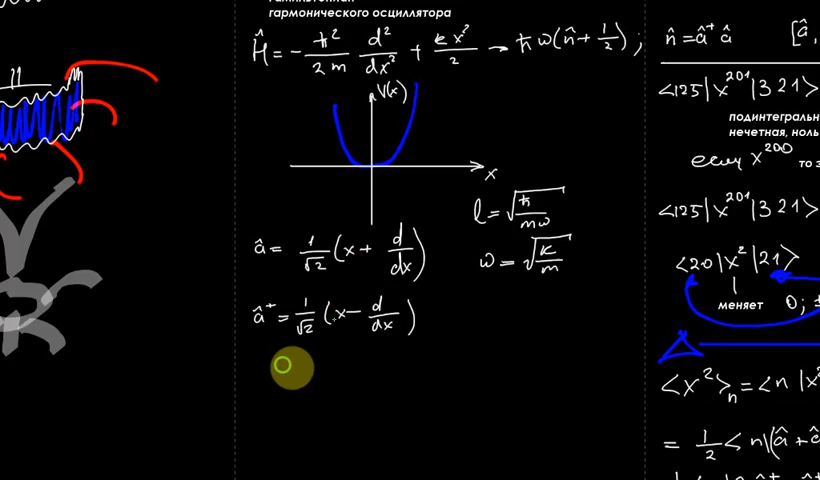 гармонического осциллятора
Ĥ = − ħ²/2m d²/dx² + kx²/2 → ħω(n̂ + 1/2) ;
V(x)
x
l = √(ħ/mω)
ω = √(k/m)
â = 1/√2 (x + d/dx)
â⁺ = 1/√2 (x − d/dx)
n̂ = â⁺ â [â,
<125|x²⁰¹|321>
подинтеграль
нечетная, ноль
если x²⁰⁰ то
<125|x²⁰¹|321>
<20|x²|21>
меняет 0; ±
<x²>ₙ = <n|x²
= 1/2 <n|(â + â